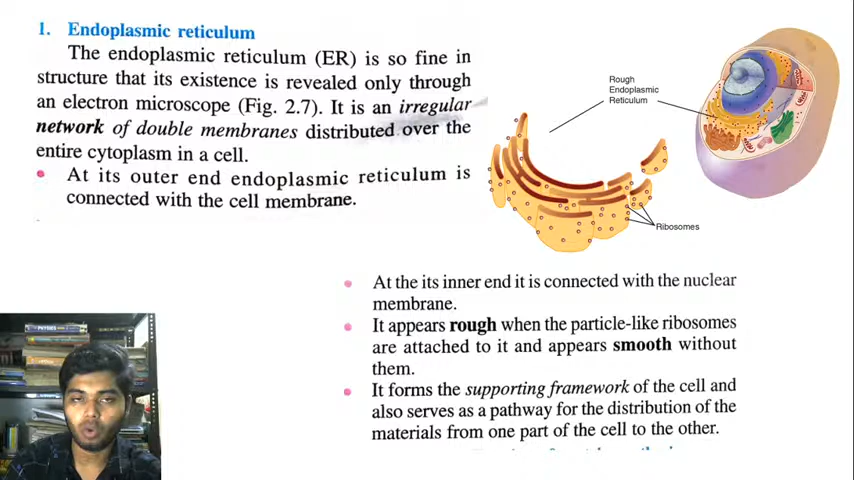 1. Endoplasmic reticulum
The endoplasmic reticulum (ER) is so fine in
structure that its existence is revealed only through
an electron microscope (Fig. 2.7). It is an irregular
network of double membranes distributed over the
entire cytoplasm in a cell.
• At its outer end endoplasmic reticulum is
connected with the cell membrane.
Rough
Endoplasmic
Reticulum
Ribosomes
• At the its inner end it is connected with the nuclear
membrane.
• It appears rough when the particle-like ribosomes
are attached to it and appears smooth without
them.
• It forms the supporting framework of the cell and
also serves as a pathway for the distribution of the
materials from one part of the cell to the other.
PHYSICS